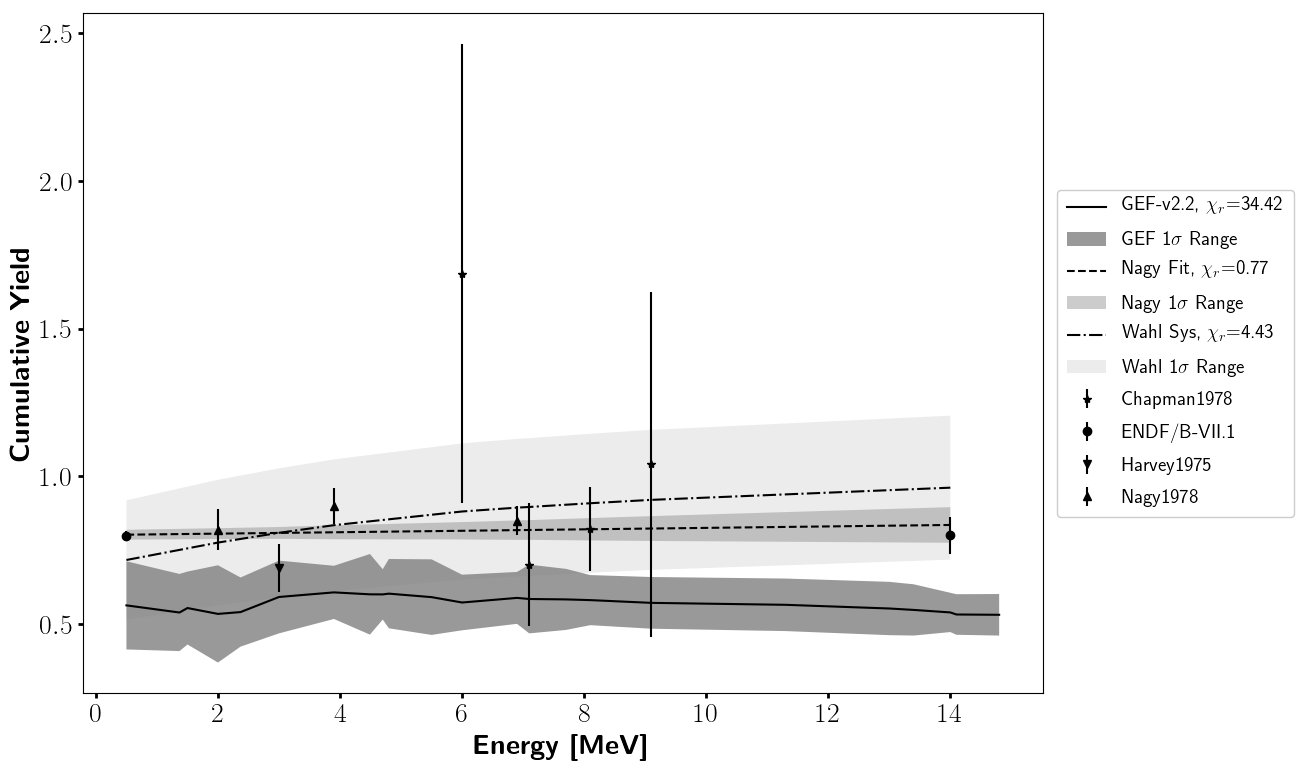 2.5
2.0
1.5
1.0
0.5
Cumulative Yield
0 2 4 6 8 10 12 14
Energy [MeV]
GEF-v2.2, χr=34.42
GEF 1σ Range
Nagy Fit, χr=0.77
Nagy 1σ Range
Wahl Sys, χr=4.43
Wahl 1σ Range
Chapman1978
ENDF/B-VII.1
Harvey1975
Nagy1978